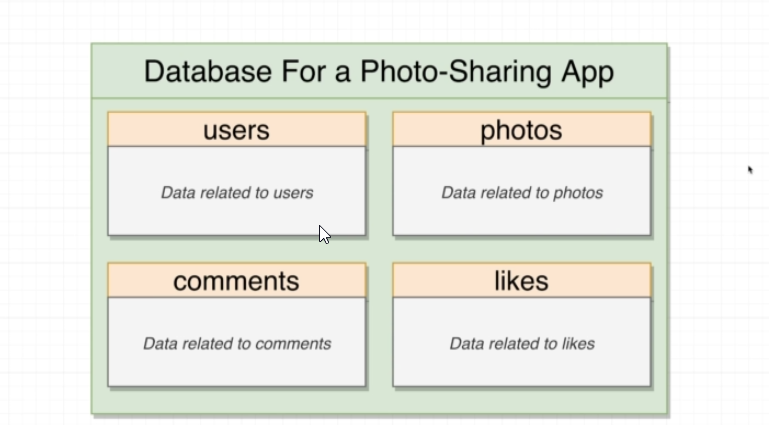 Database For a Photo-Sharing App
users
Data related to users
photos
Data related to photos
comments
Data related to comments
likes
Data related to likes